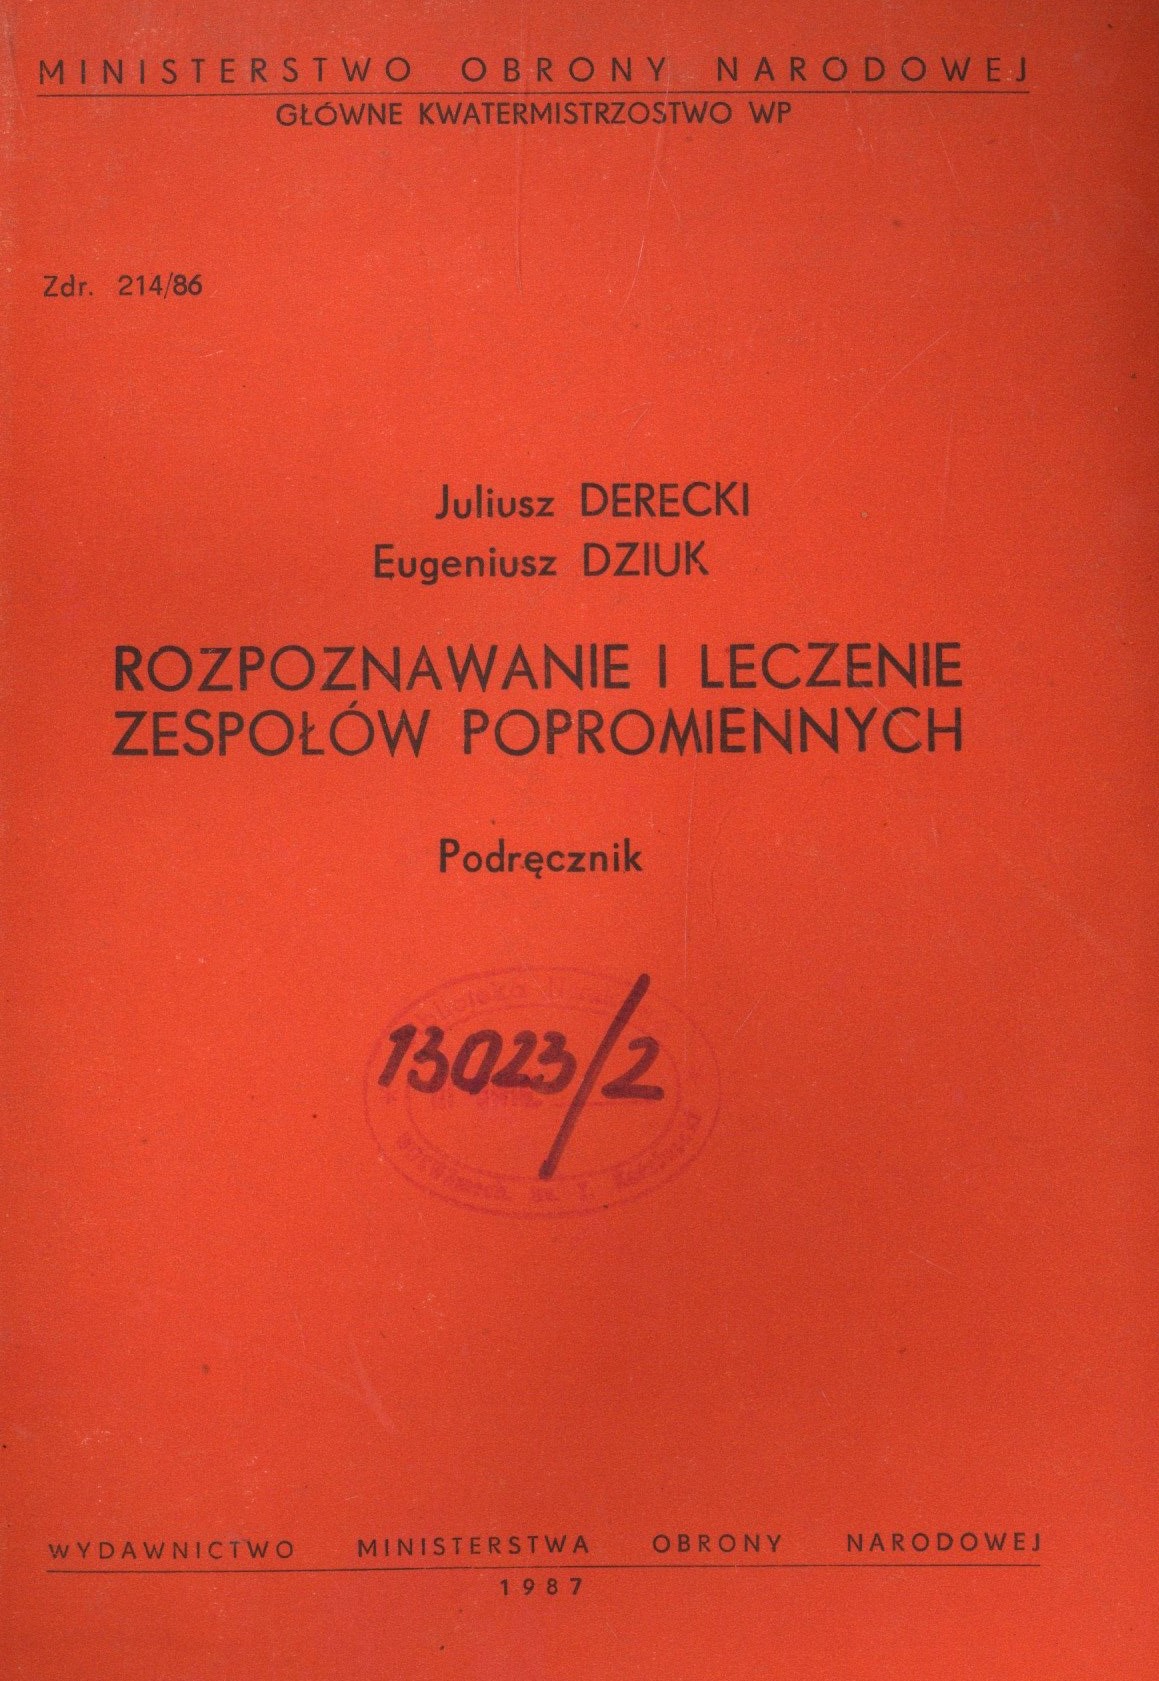 MINISTERSTWO OBRONY NARODOWEJ
GŁÓWNE KWATERMISTRZOSTWO WP
Zdr. 214/86
Juliusz DERECKI
Eugeniusz DZIUK
ROZPOZNAWANIE I LECZENIE
ZESPOŁÓW POPROMIENNYCH
Podręcznik
13023/2
WYDAWNICTWO MINISTERSTWA OBRONY NARODOWEJ
1987